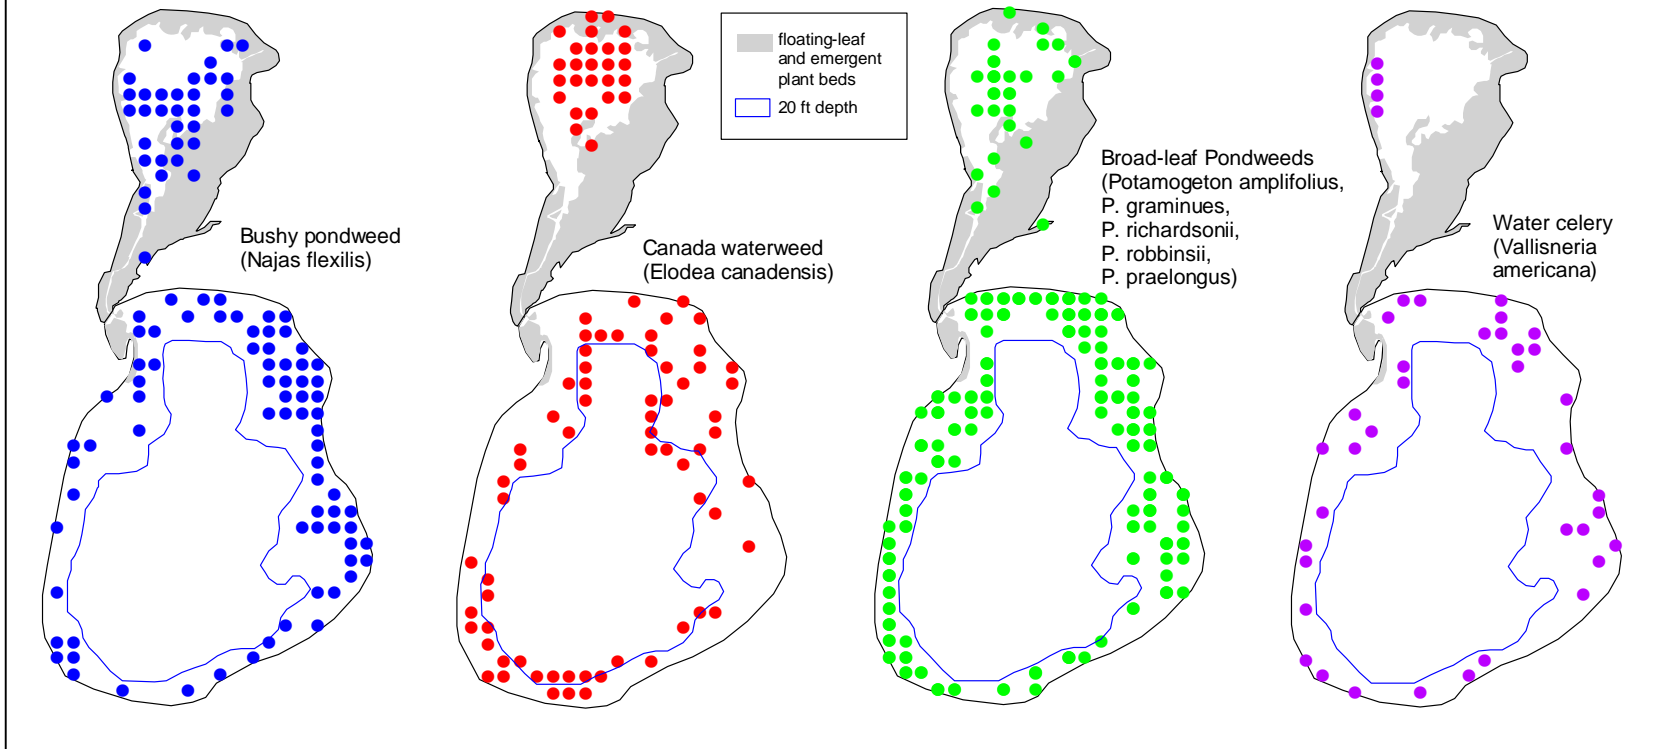 floating-leaf
and emergent
plant beds
20 ft depth
Bushy pondweed
(Najas flexilis)
Canada waterweed
(Elodea canadensis)
Broad-leaf Pondweeds
(Potamogeton amplifolius,
P. graminues,
P. richardsonii,
P. robbinsii,
P. praelongus)
Water celery
(Vallisneria
americana)